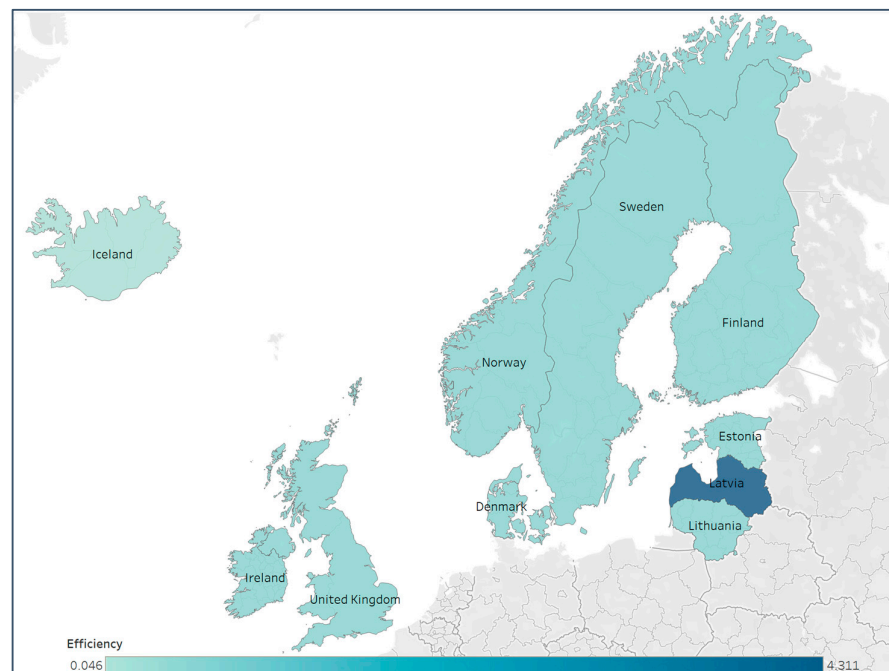 Sweden
Iceland
Finland
Norway
Estonia
Latvia
Denmark
Lithuania
Ireland
United Kingdom
Efficiency
0.046
4.311